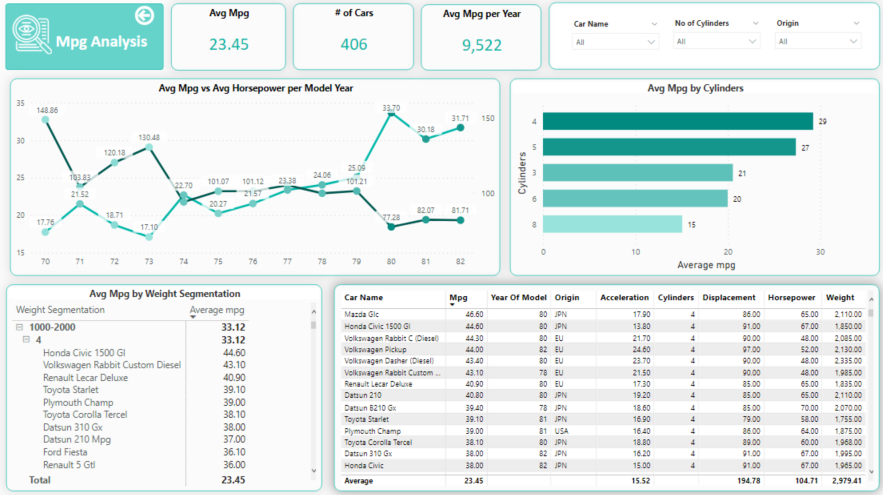 Mpg Analysis
Avg Mpg
23.45
# of Cars
406
Avg Mpg per Year
9,522
Car Name
All
No of Cylinders
All
Origin
All
Avg Mpg vs Avg Horsepower per Model Year
35
30
25
20
15
148.86
103.83
120.18
130.48
22.70
101.07
101.12
23.38
24.06
25.09
101.21
33.70
30.18
31.71
17.76
21.52
18.71
17.10
20.27
21.57
77.28
82.07
81.71
150
100
70 71 72 73 74 75 76 77 78 79 80 81 82
Avg Mpg by Cylinders
Cylinders
4 29
5 27
3 21
6 20
8 15
0 10 20 30
Average mpg
Avg Mpg by Weight Segmentation
Weight Segmentation Average mpg
1000-2000 33.12
4 33.12
Honda Civic 1500 Gl 44.60
Volkswagen Rabbit Custom Diesel 43.10
Renault Lecar Deluxe 40.90
Toyota Starlet 39.10
Plymouth Champ 39.00
Toyota Corolla Tercel 38.10
Datsun 310 Gx 38.00
Datsun 210 Mpg 37.00
Ford Fiesta 36.10
Renault 5 Gtl 36.00
Total 23.45
Car Name Mpg Year Of Model Origin Acceleration Cylinders Displacement Horsepower Weight
Mazda Glc 46.60 80 JPN 17.90 4 86.00 65.00 2,110.00
Honda Civic 1500 Gl 44.60 80 JPN 13.80 4 91.00 67.00 1,850.00
Volkswagen Rabbit C (Diesel) 44.30 80 EU 21.70 4 90.00 48.00 2,085.00
Volkswagen Pickup 44.00 82 EU 24.60 4 97.00 52.00 2,130.00
Volkswagen Dasher (Diesel) 43.40 80 EU 23.70 4 90.00 48.00 2,335.00
Volkswagen Rabbit Custom ... 43.10 78 EU 21.50 4 90.00 48.00 1,985.00
Renault Lecar Deluxe 40.90 80 EU 17.30 4 85.00 65.00 1,835.00
Datsun 210 40.80 80 JPN 19.20 4 85.00 65.00 2,110.00
Datsun B210 Gx 39.40 78 JPN 18.60 4 85.00 70.00 2,070.00
Toyota Starlet 39.10 81 JPN 16.90 4 79.00 58.00 1,755.00
Plymouth Champ 39.00 81 USA 16.40 4 86.00 64.00 1,875.00
Toyota Corolla Tercel 38.10 80 JPN 18.80 4 89.00 60.00 1,968.00
Datsun 310 Gx 38.00 82 JPN 16.20 4 91.00 67.00 1,995.00
Honda Civic 38.00 82 JPN 15.00 4 91.00 67.00 1,965.00
Average 23.45 15.52 194.78 104.71 2,979.41